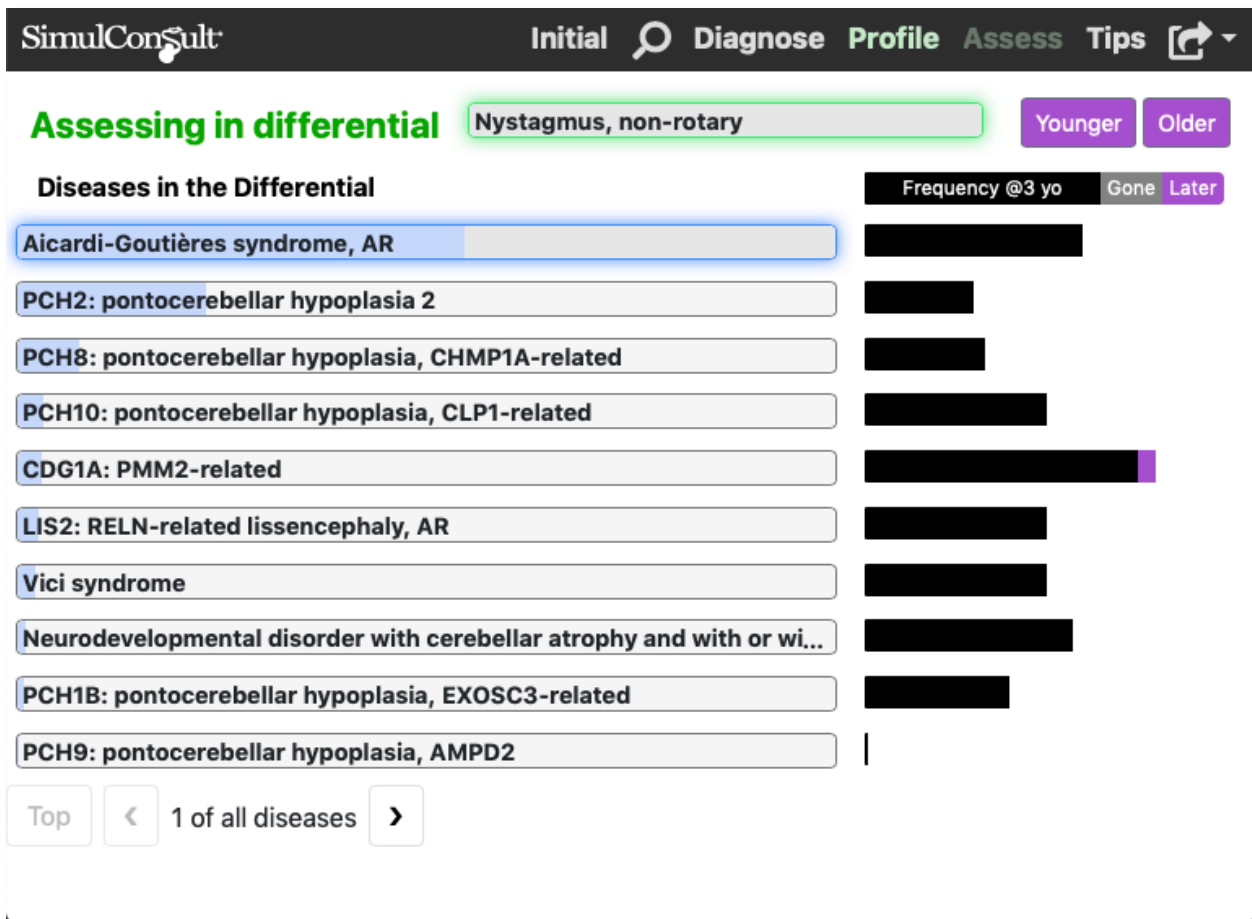 SimulConsult Initial Diagnose Profile Assess Tips
Assessing in differential Nystagmus, non-rotary Younger Older
Diseases in the Differential Frequency @3 yo Gone Later
Aicardi-Goutières syndrome, AR
PCH2: pontocerebellar hypoplasia 2
PCH8: pontocerebellar hypoplasia, CHMP1A-related
PCH10: pontocerebellar hypoplasia, CLP1-related
CDG1A: PMM2-related
LIS2: RELN-related lissencephaly, AR
Vici syndrome
Neurodevelopmental disorder with cerebellar atrophy and with or wi...
PCH1B: pontocerebellar hypoplasia, EXOSC3-related
PCH9: pontocerebellar hypoplasia, AMPD2
Top 1 of all diseases